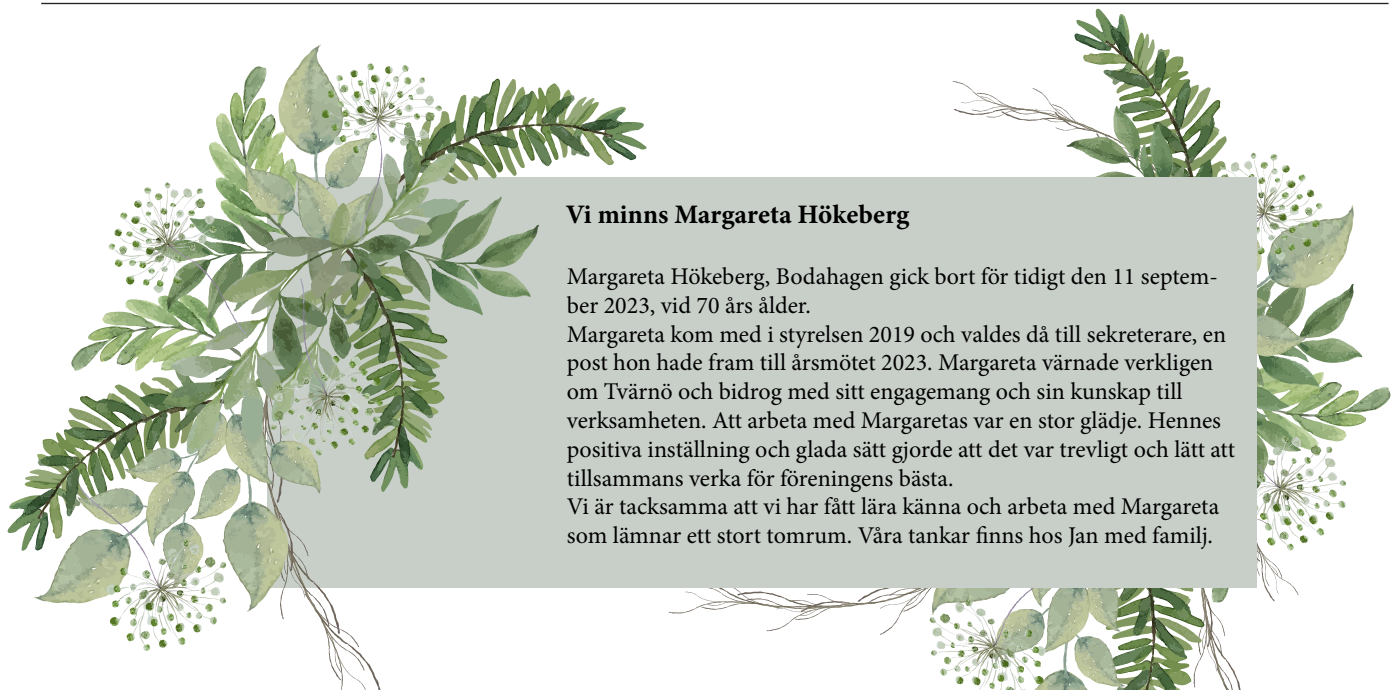 Vi minns Margareta Hökeberg
Margareta Hökeberg, Bodahagen gick bort för tidigt den 11 septem-
ber 2023, vid 70 års ålder.
Margareta kom med i styrelsen 2019 och valdes då till sekreterare, en
post hon hade fram till årsmötet 2023. Margareta värnade verkligen
om Tvärnö och bidrog med sitt engagemang och sin kunskap till
verksamheten. Att arbeta med Margaretas var en stor glädje. Hennes
positiva inställning och glada sätt gjorde att det var trevligt och lätt att
tillsammans verka för föreningens bästa.
Vi är tacksamma att vi har fått lära känna och arbeta med Margareta
som lämnar ett stort tomrum. Våra tankar finns hos Jan med familj.